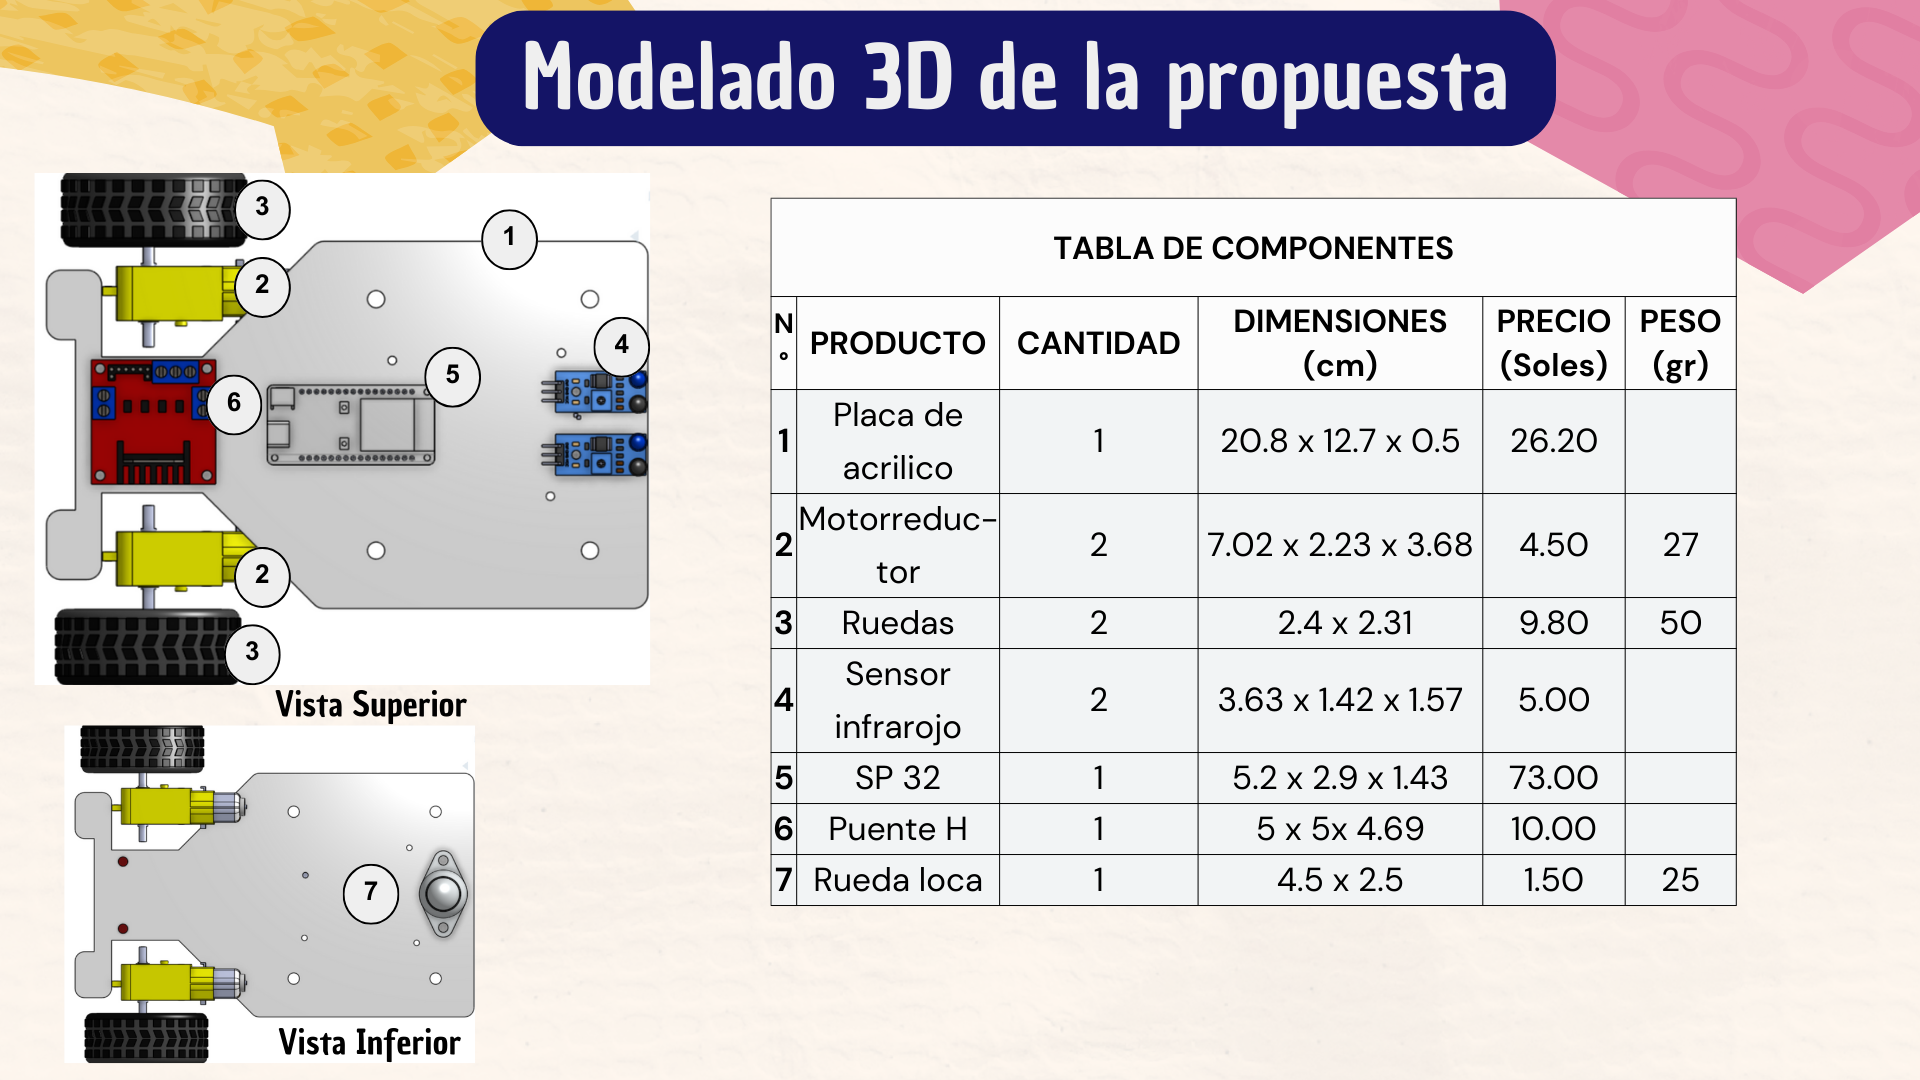 Modelado 3D de la propuesta
3
1
2
4
5
6
2
3
Vista Superior
7
Vista Inferior
TABLA DE COMPONENTES
N° PRODUCTO CANTIDAD DIMENSIONES (cm) PRECIO (Soles) PESO (gr)
1 Placa de acrilico 1 20.8 x 12.7 x 0.5 26.20
2 Motorreduc-tor 2 7.02 x 2.23 x 3.68 4.50 27
3 Ruedas 2 2.4 x 2.31 9.80 50
4 Sensor infrarojo 2 3.63 x 1.42 x 1.57 5.00
5 SP 32 1 5.2 x 2.9 x 1.43 73.00
6 Puente H 1 5 x 5x 4.69 10.00
7 Rueda loca 1 4.5 x 2.5 1.50 25